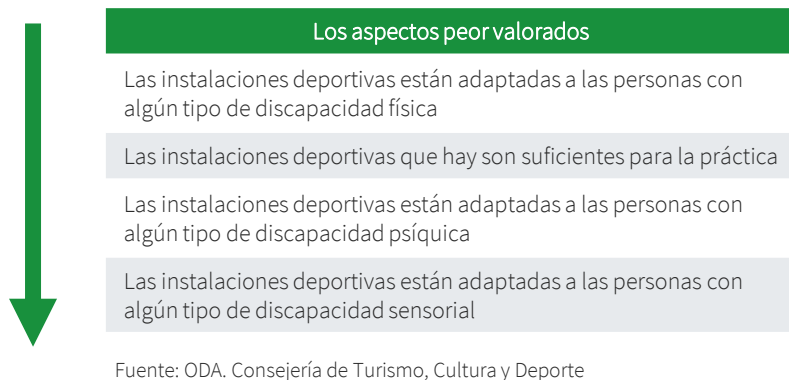 Los aspectos peor valorados
Las instalaciones deportivas están adaptadas a las personas con
algún tipo de discapacidad física
Las instalaciones deportivas que hay son suficientes para la práctica
Las instalaciones deportivas están adaptadas a las personas con
algún tipo de discapacidad psíquica
Las instalaciones deportivas están adaptadas a las personas con
algún tipo de discapacidad sensorial
Fuente: ODA. Consejería de Turismo, Cultura y Deporte